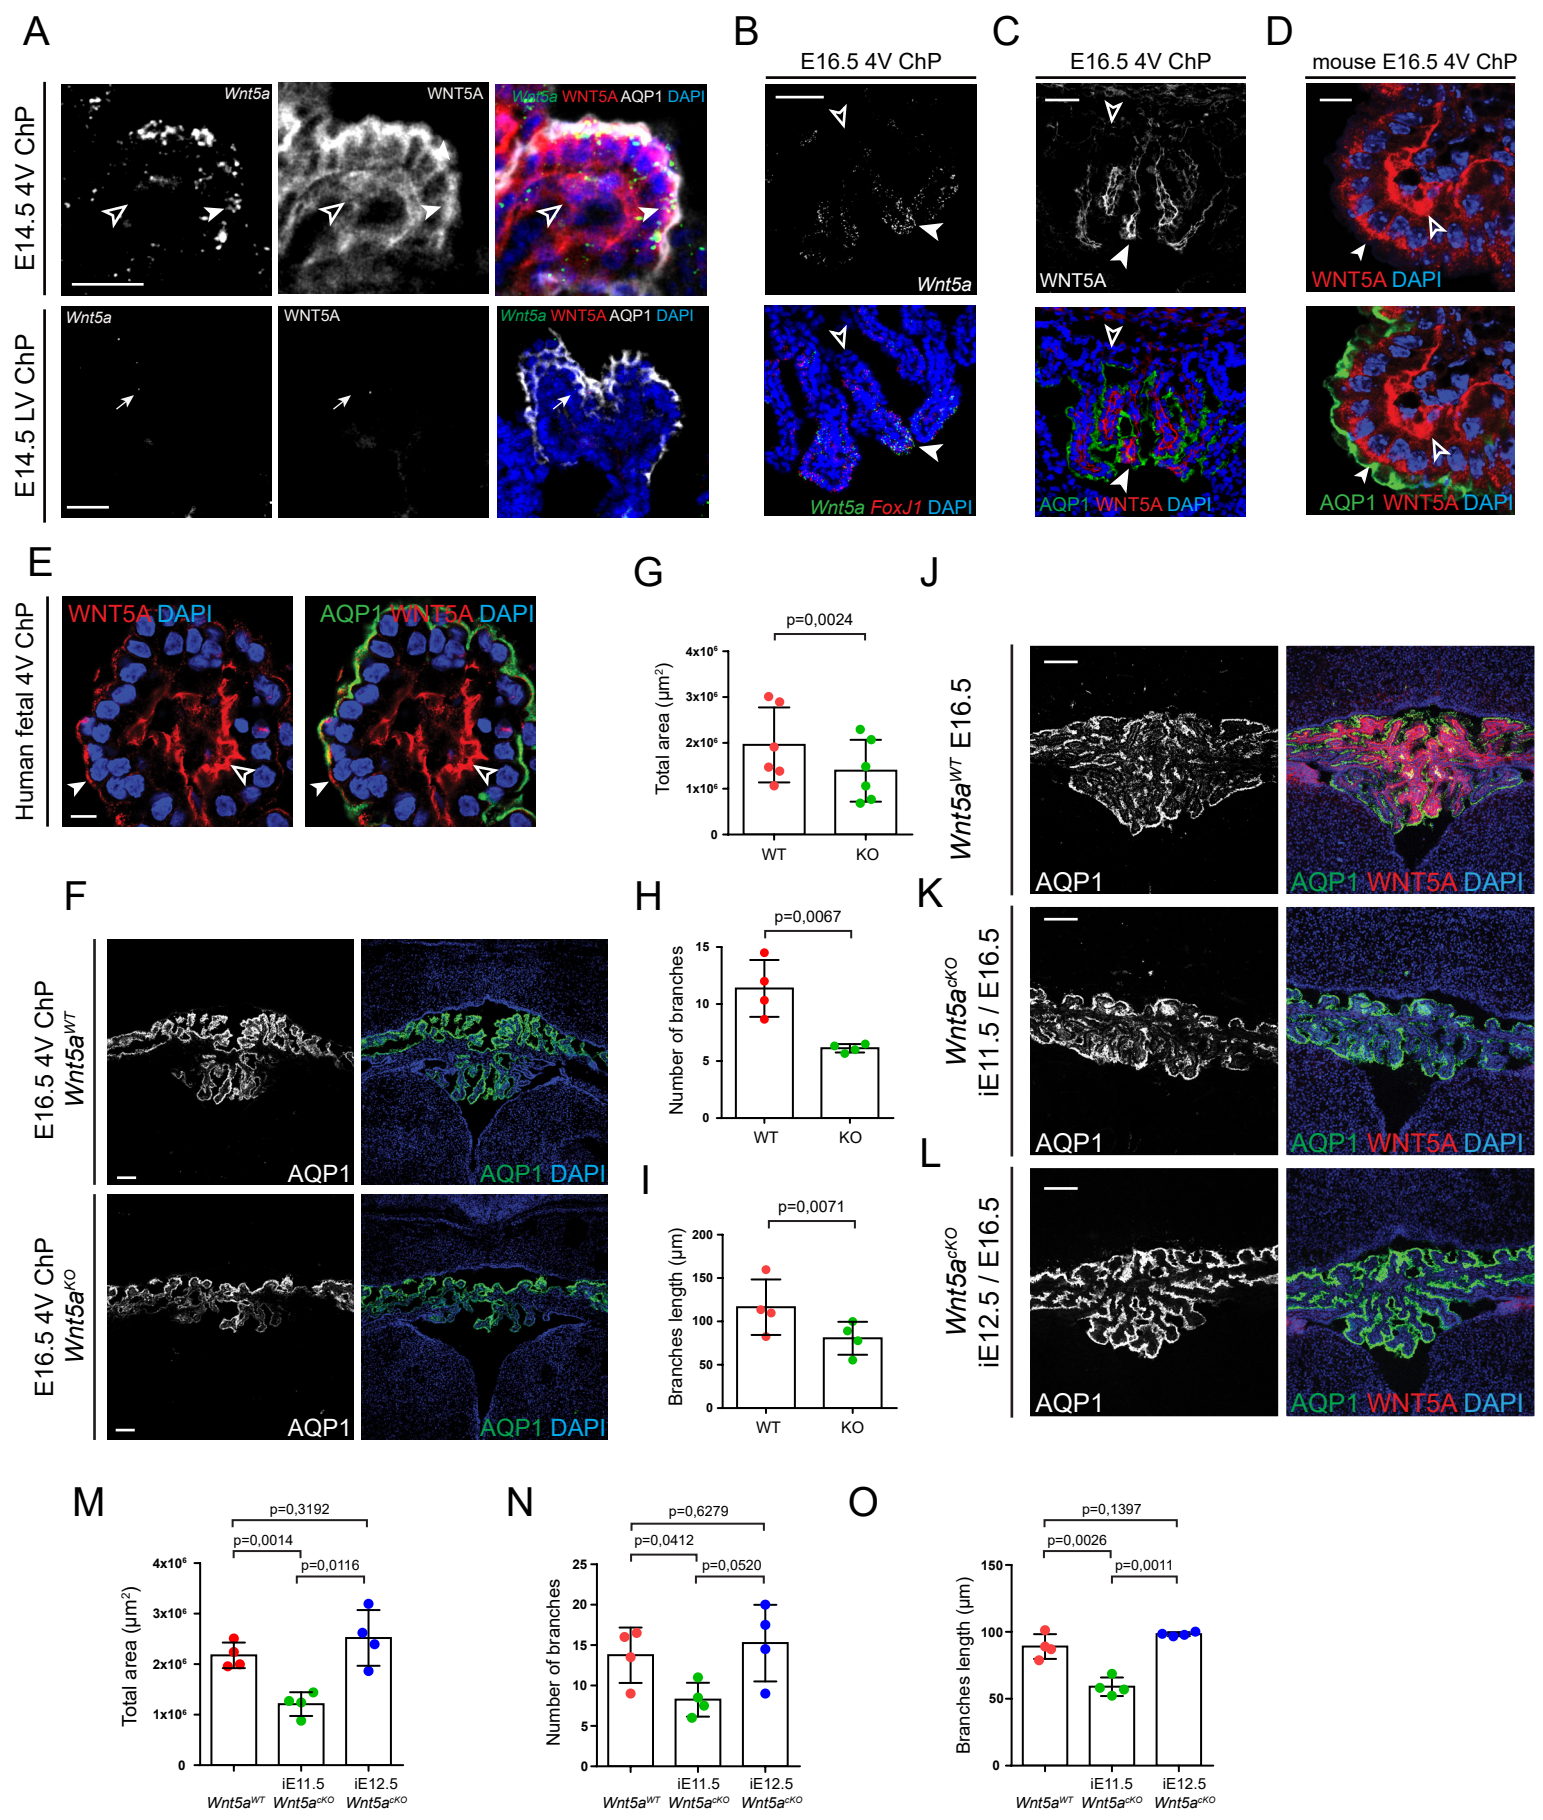 A
B
C
D
E16.5 4V ChP
E16.5 4V ChP
mouse E16.5 4V ChP
E14.5 4V ChP
Wnt5a
WNT5A
Wnt5a WNT5A AQP1 DAPI
Wnt5a
WNT5A
WNT5A DAPI
E14.5 LV ChP
Wnt5a
WNT5A
Wnt5a WNT5A AQP1 DAPI
Wnt5a FoxJ1 DAPI
AQP1 WNT5A DAPI
AQP1 WNT5A DAPI
E
Human fetal 4V ChP
WNT5A DAPI
AQP1 WNT5A DAPI
F
E16.5 4V ChP
Wnt5aWT
AQP1
AQP1 DAPI
E16.5 4V ChP
Wnt5aKO
AQP1
AQP1 DAPI
G
p=0,0024
Total area (µm2)
4x106
3x106
2x106
1x106
0
WT
KO
H
p=0,0067
Number of branches
15
10
5
0
WT
KO
I
p=0,0071
Branches length (µm)
200
150
100
50
0
WT
KO
J
Wnt5aWT E16.5
AQP1
AQP1 WNT5A DAPI
K
Wnt5acKO
iE11.5 / E16.5
AQP1
AQP1 WNT5A DAPI
L
Wnt5acKO
iE12.5 / E16.5
AQP1
AQP1 WNT5A DAPI
M
p=0,3192
p=0,0014
p=0,0116
Total area (µm2)
4x106
3x106
2x106
1x106
0
iE11.5
iE12.5
Wnt5aWT
Wnt5acKO
Wnt5acKO
N
p=0,6279
p=0,0412
p=0,0520
Number of branches
25
20
15
10
5
0
iE11.5
iE12.5
Wnt5aWT
Wnt5acKO
Wnt5acKO
O
p=0,1397
p=0,0026
p=0,0011
Branches length (µm)
150
100
50
0
iE11.5
iE12.5
Wnt5aWT
Wnt5acKO
Wnt5acKO